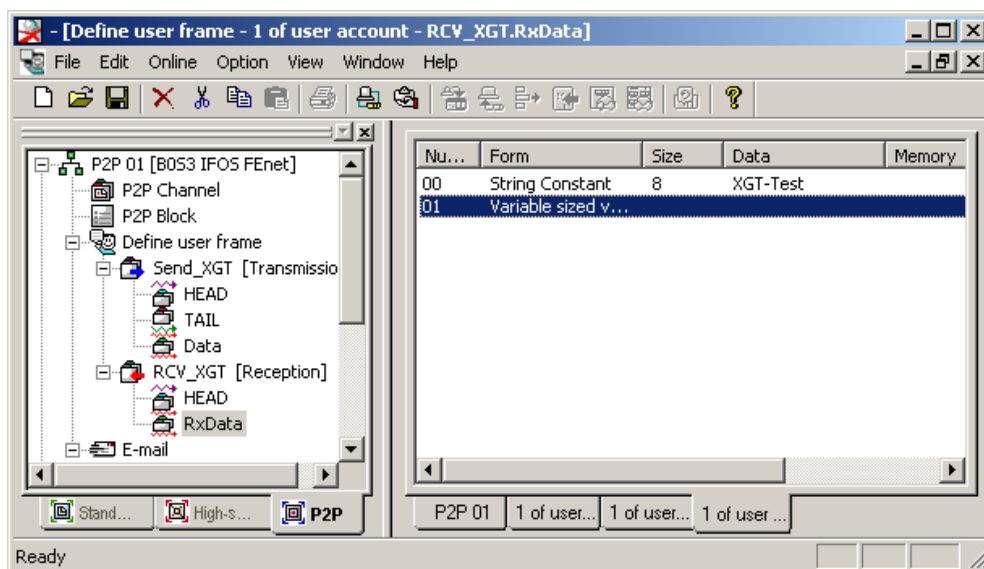 - [Define user frame - 1 of user account - RCV_XGT.RxData]
File Edit Online Option View Window Help
P2P 01 [B0S3 IFOS FEnet]
P2P Channel
P2P Block
Define user frame
Send_XGT [Transmissio
HEAD
TAIL
Data
RCV_XGT [Reception]
HEAD
RxData
E-mail
Stand... High-s... P2P
Nu... Form Size Data Memory
00 String Constant 8 XGT-Test
01 Variable sized v...
P2P 01 1 of user... 1 of user... 1 of user ...
Ready